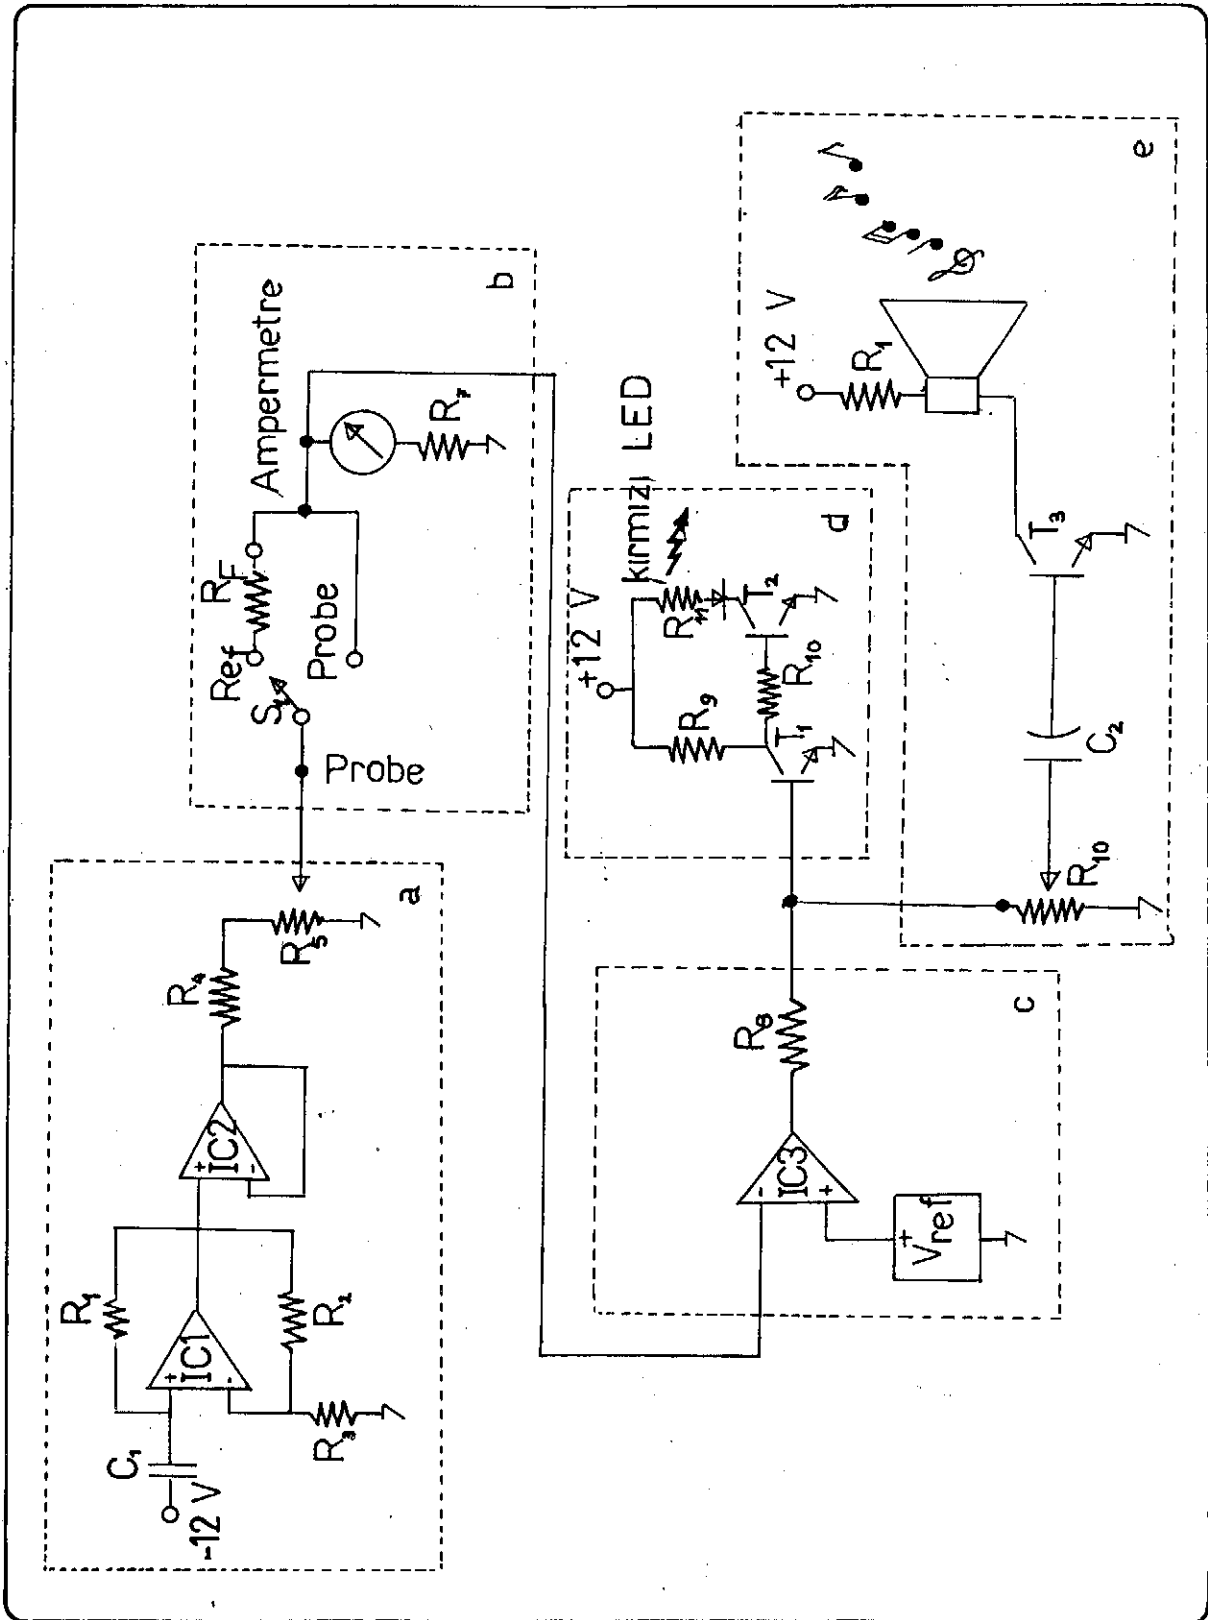 C₁
-12 V
R₁
IC1
+
-
R₂
R₃
IC2
+
-
R₄
R₅
a
Probe
S₁
Ref
R_F
Probe
Ampermetre
R₇
b
IC3
-
+
+
Vref
R₈
c
+12 V
R₉
T₁
R₁₀
R₁₁
T₂
kırmızı LED
d
R₁₀
C₂
T₃
+12 V
R₁
e